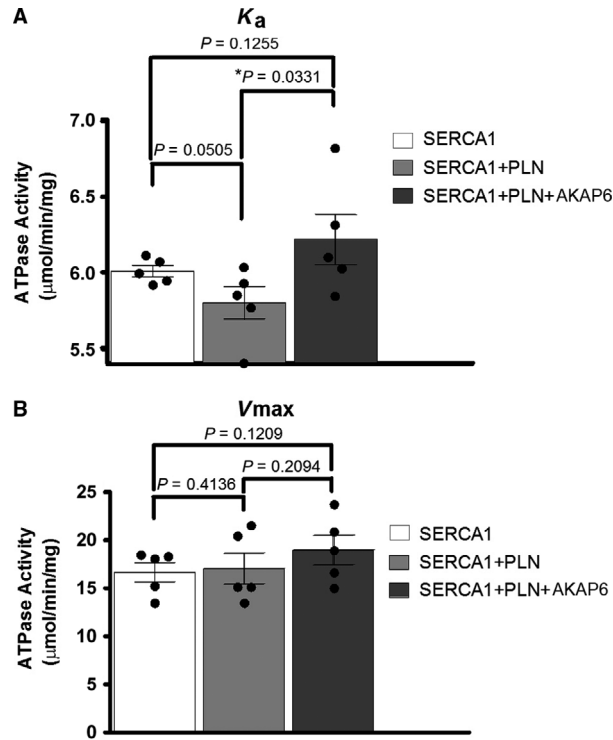 A
Ka
P = 0.1255
*P = 0.0331
P = 0.0505
7.0
6.5
6.0
5.5
ATPase Activity
(μmol/min/mg)
SERCA1
SERCA1+PLN
SERCA1+PLN+AKAP6
B
Vmax
P = 0.1209
P = 0.2094
P = 0.4136
25
20
15
10
5
0
ATPase Activity
(μmol/min/mg)
SERCA1
SERCA1+PLN
SERCA1+PLN+AKAP6